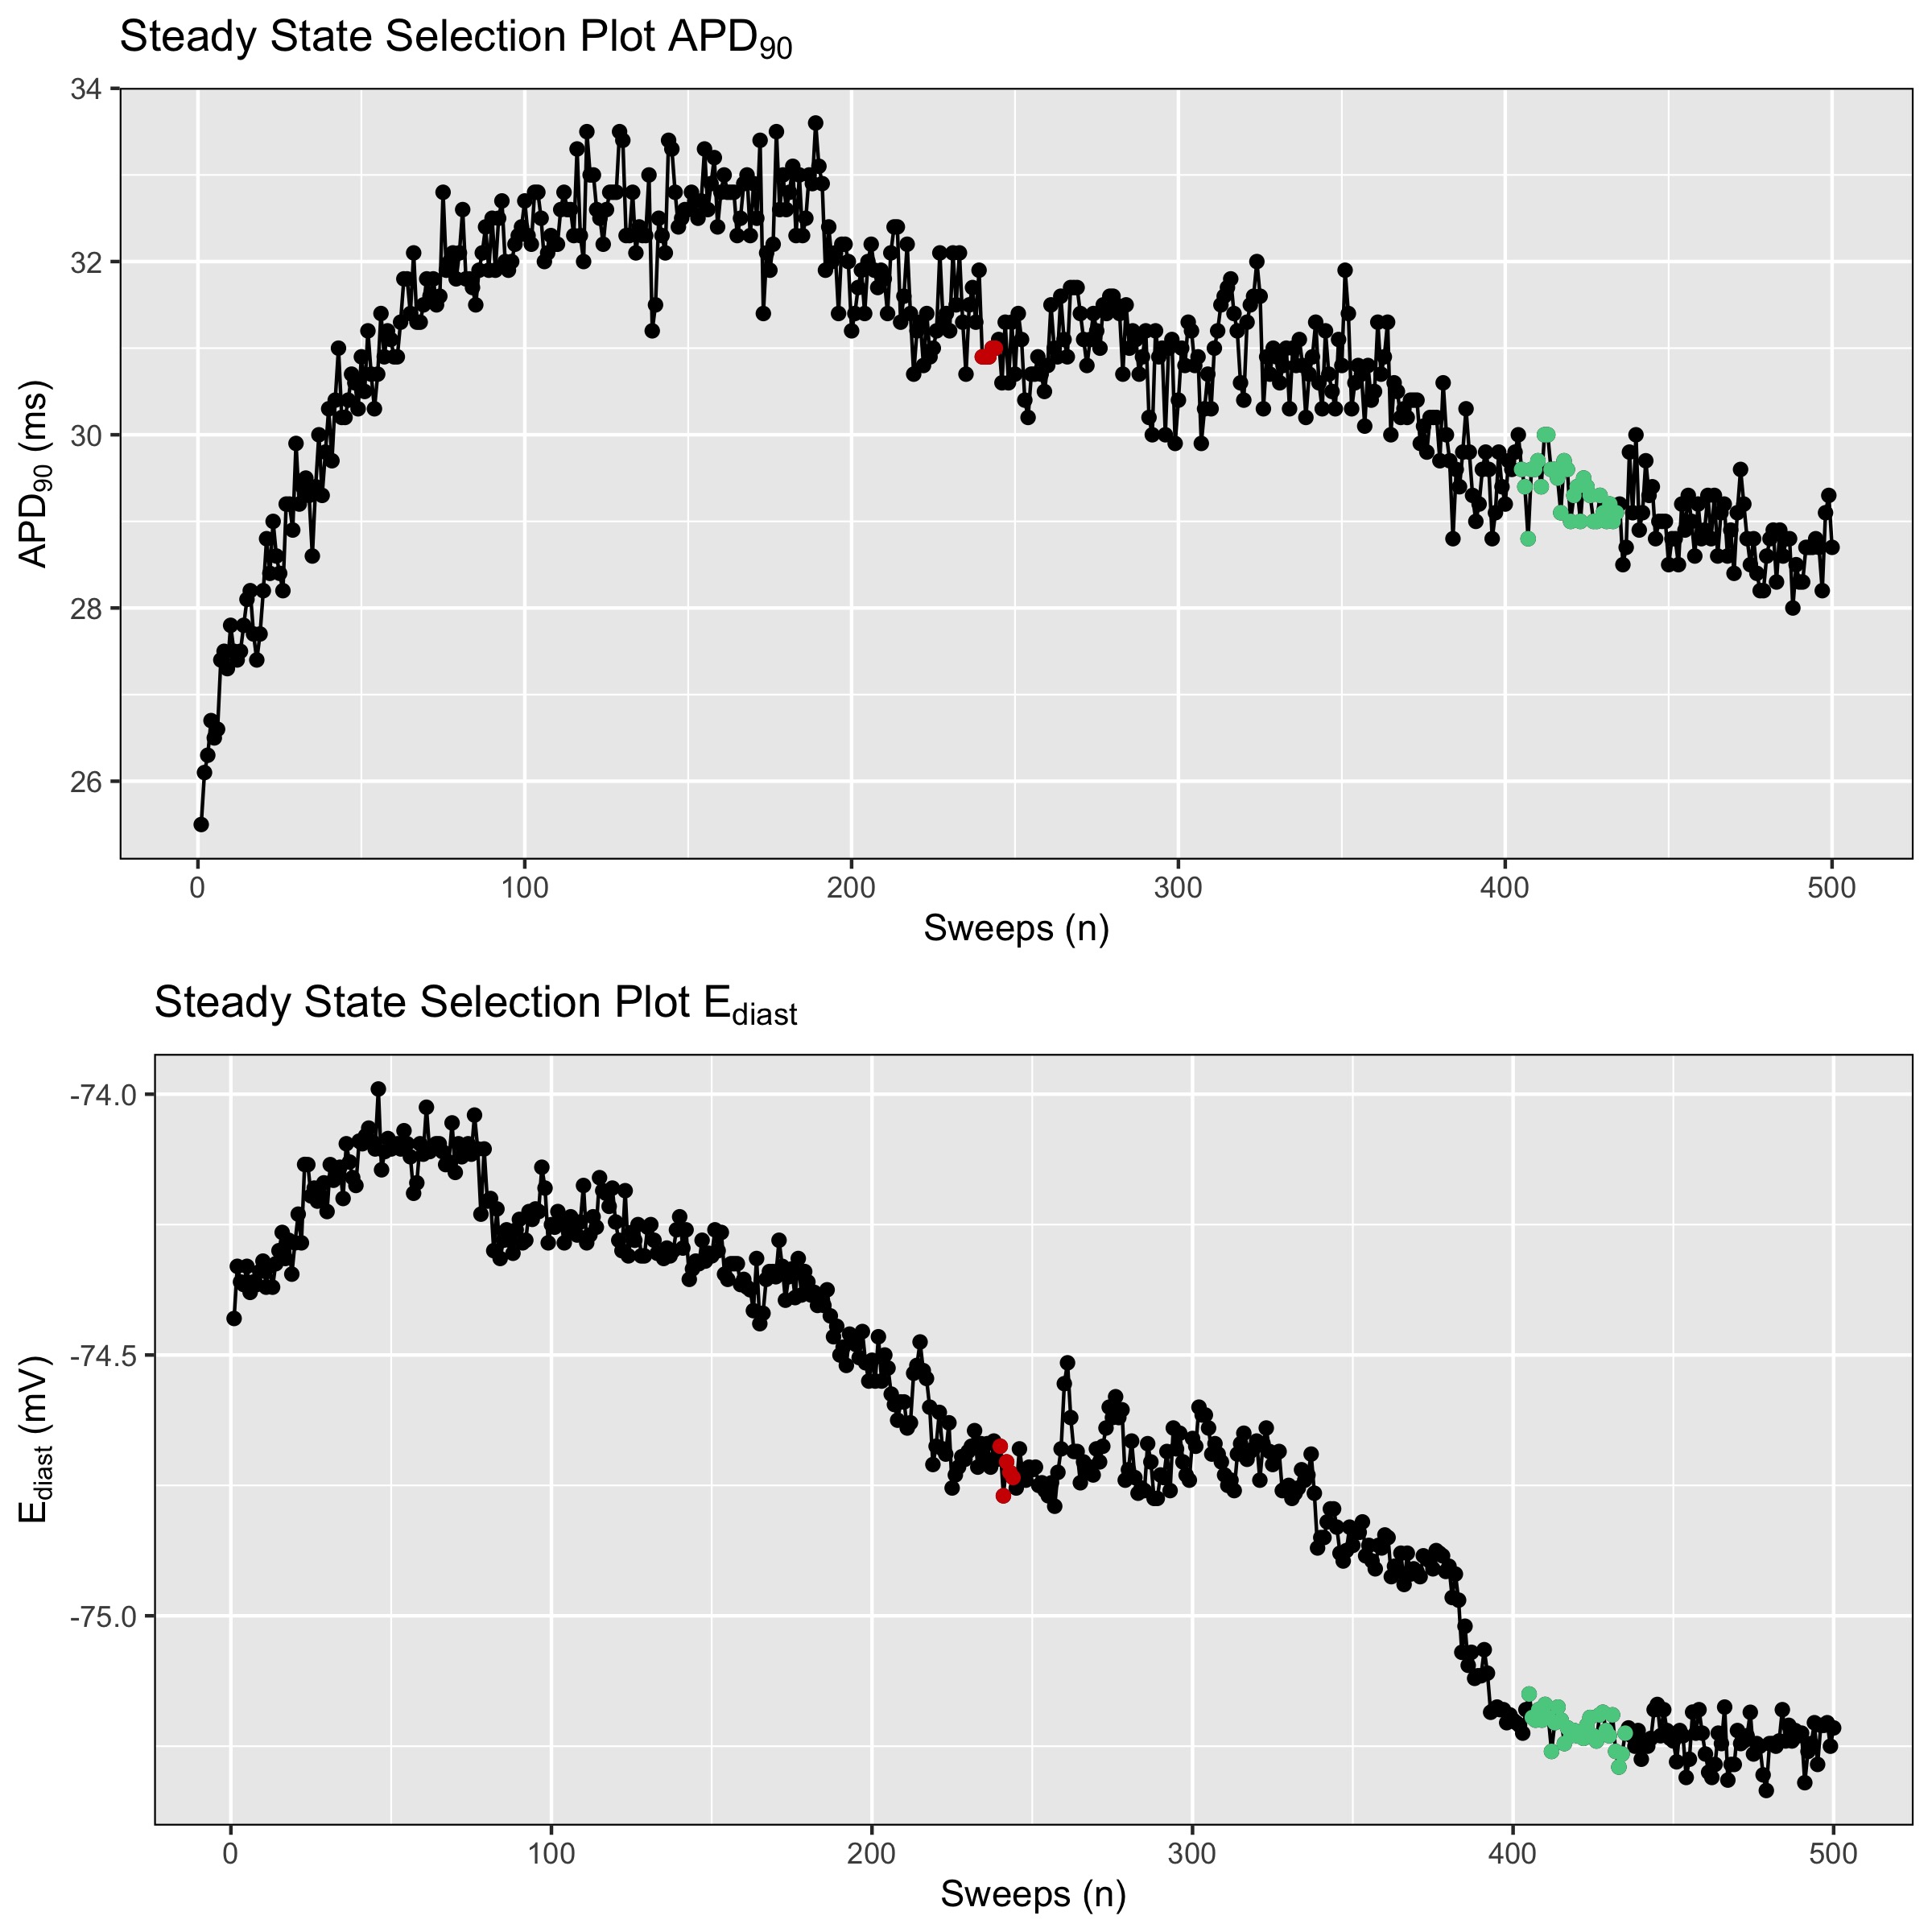 Steady State Selection Plot APD90
34
32
30
28
26
APD90 (ms)
0 100 200 300 400 500
Sweeps (n)
Steady State Selection Plot Ediast
-74.0
-74.5
-75.0
Ediast (mV)
0 100 200 300 400 500
Sweeps (n)